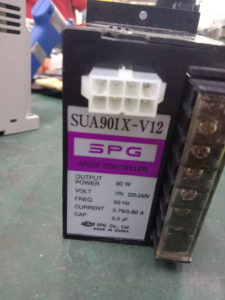 SUA90IX-V12
SPG
SPEED CONTROLLER
OUTPUT POWER 90 W
VOLT 1Ph. 220-240V
FREQ. 50 Hz
CURRENT 0.76/0.80 A
CAP. 5.0 μF
SPG Co., Ltd.
MADE IN KOREA